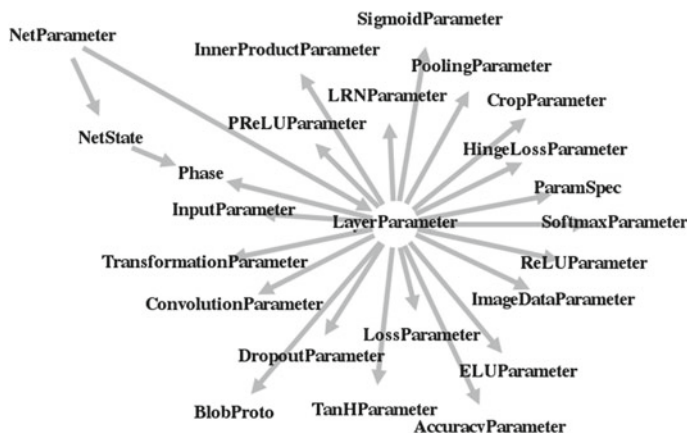 SigmoidParameter
NetParameter
InnerProductParameter
PoolingParameter
LRNParameter
CropParameter
PReLUParameter
NetState
HingeLossParameter
Phase
ParamSpec
InputParameter
LayerParameter
SoftmaxParameter
TransformationParameter
ReLUParameter
ImageDataParameter
ConvolutionParameter
LossParameter
DropoutParameter
ELUParameter
BlobProto
TanHParameter
AccuracyParameter